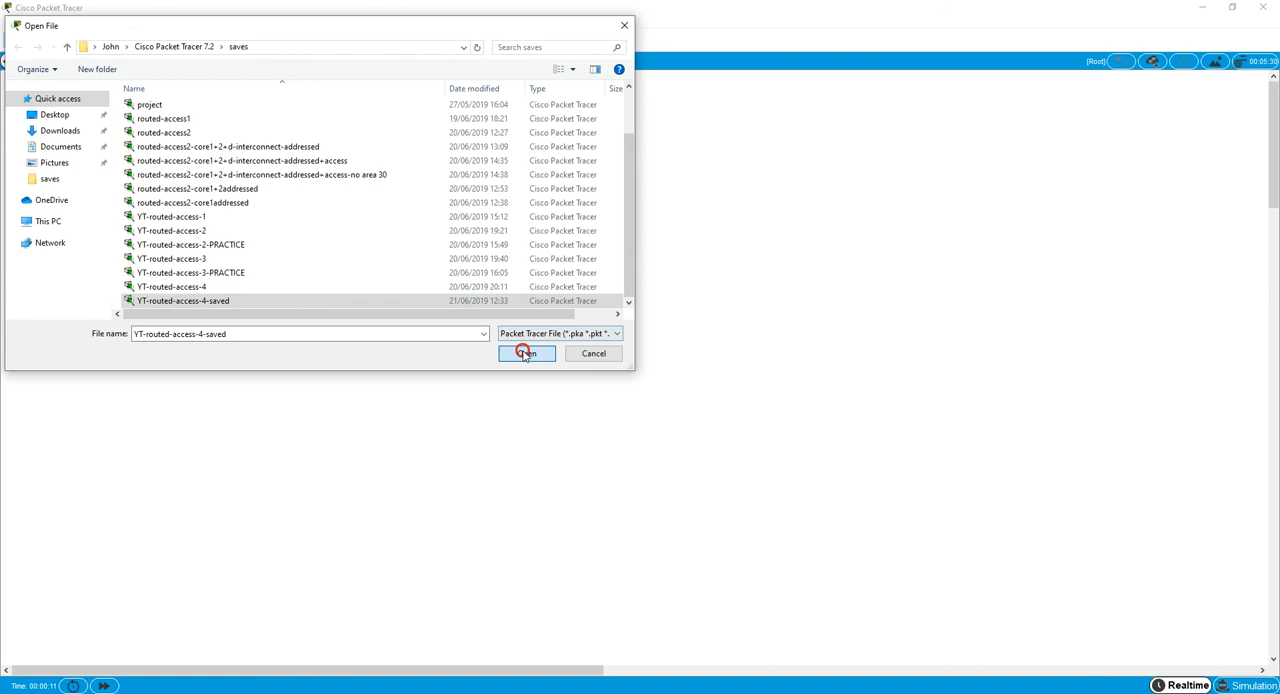 Cisco Packet Tracer
Open File
John › Cisco Packet Tracer 7.2 › saves
Search saves
Organize
New folder
[Root]
00:05:30
Name
Date modified
Type
Size
Quick access
Desktop
Downloads
Documents
Pictures
saves
OneDrive
This PC
Network
project 27/05/2019 16:04 Cisco Packet Tracer
routed-access1 19/06/2019 18:21 Cisco Packet Tracer
routed-access2 20/06/2019 12:27 Cisco Packet Tracer
routed-access2-core1+2+d-interconnect-addressed 20/06/2019 13:09 Cisco Packet Tracer
routed-access2-core1+2+d-interconnect-addressed+access 20/06/2019 14:35 Cisco Packet Tracer
routed-access2-core1+2+d-interconnect-addressed+access-no area 30 20/06/2019 14:38 Cisco Packet Tracer
routed-access2-core1+2addressed 20/06/2019 12:53 Cisco Packet Tracer
routed-access2-core1addressed 20/06/2019 12:38 Cisco Packet Tracer
YT-routed-access-1 20/06/2019 15:12 Cisco Packet Tracer
YT-routed-access-2 20/06/2019 19:21 Cisco Packet Tracer
YT-routed-access-2-PRACTICE 20/06/2019 15:49 Cisco Packet Tracer
YT-routed-access-3 20/06/2019 19:40 Cisco Packet Tracer
YT-routed-access-3-PRACTICE 20/06/2019 16:05 Cisco Packet Tracer
YT-routed-access-4 20/06/2019 20:11 Cisco Packet Tracer
YT-routed-access-4-saved 21/06/2019 12:33 Cisco Packet Tracer
File name: YT-routed-access-4-saved
Packet Tracer File (*.pka *.pkt *.
Cancel
Time: 00:00:11
Realtime
Simulation